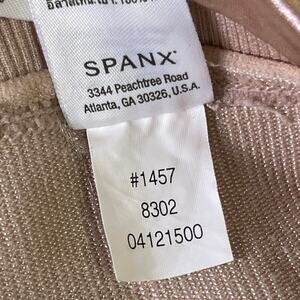 SPANX
3344 Peachtree Road
Atlanta, GA 30326, U.S.A.
#1457
8302
04121500